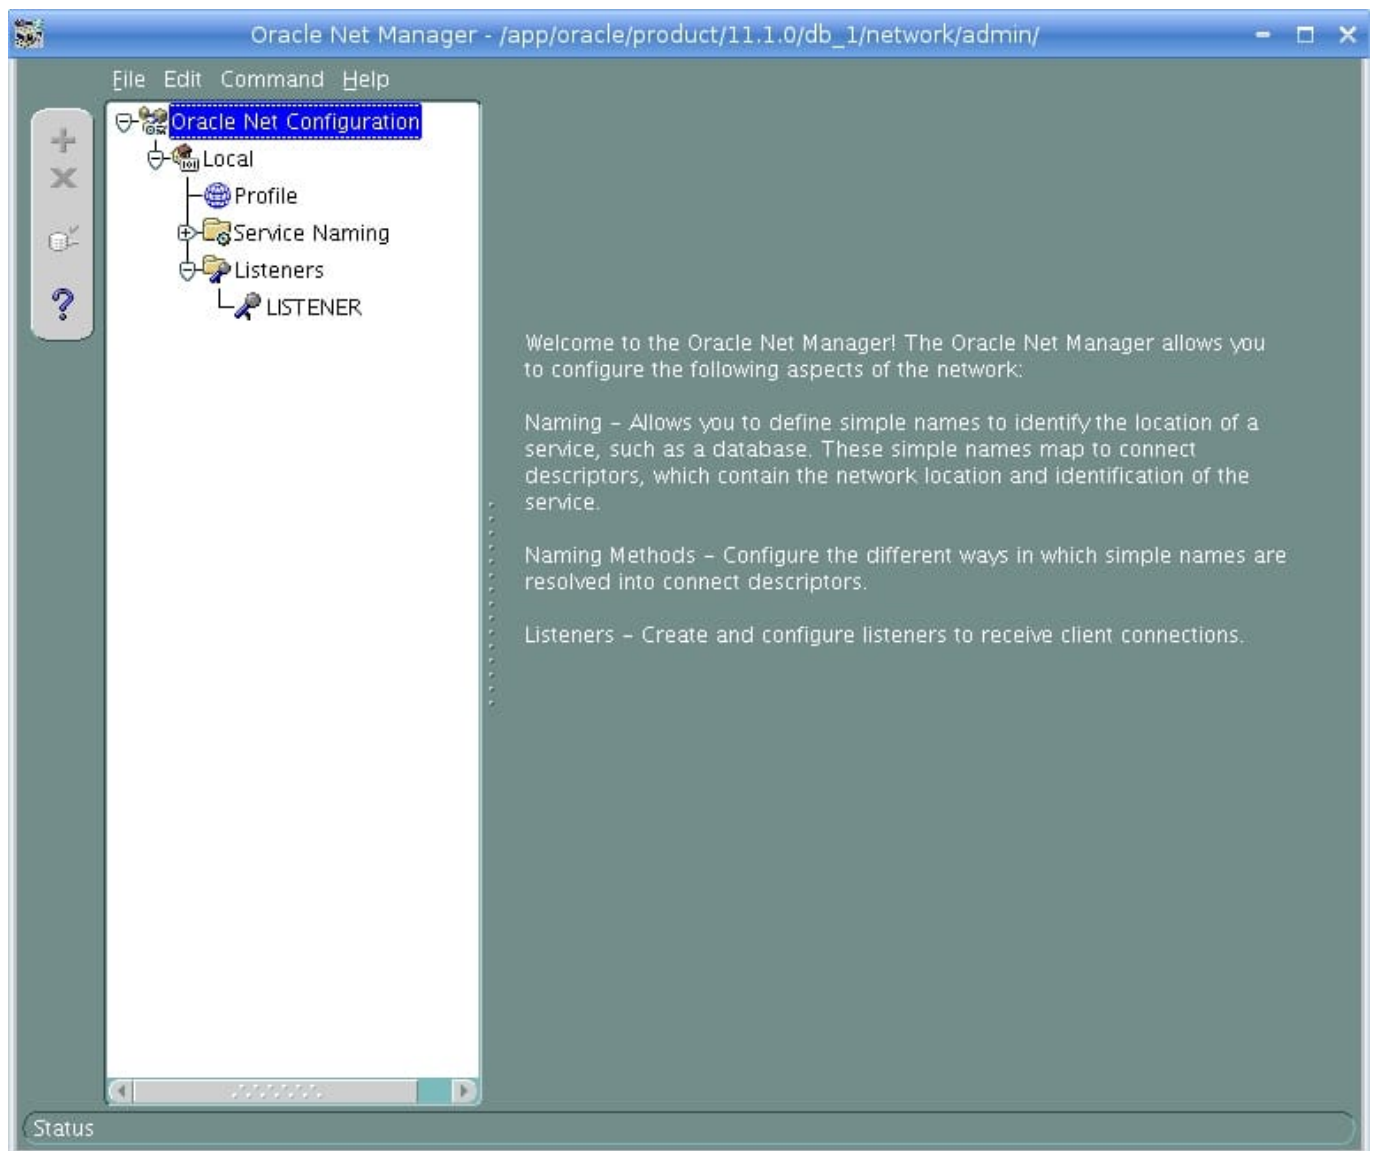 Oracle Net Manager - /app/oracle/product/11.1.0/db_1/network/admin/
File Edit Command Help
Oracle Net Configuration
Local
Profile
Service Naming
Listeners
LISTENER
Welcome to the Oracle Net Manager! The Oracle Net Manager allows you
to configure the following aspects of the network:
Naming – Allows you to define simple names to identify the location of a
service, such as a database. These simple names map to connect
descriptors, which contain the network location and identification of the
service.
Naming Methods – Configure the different ways in which simple names are
resolved into connect descriptors.
Listeners – Create and configure listeners to receive client connections.
Status